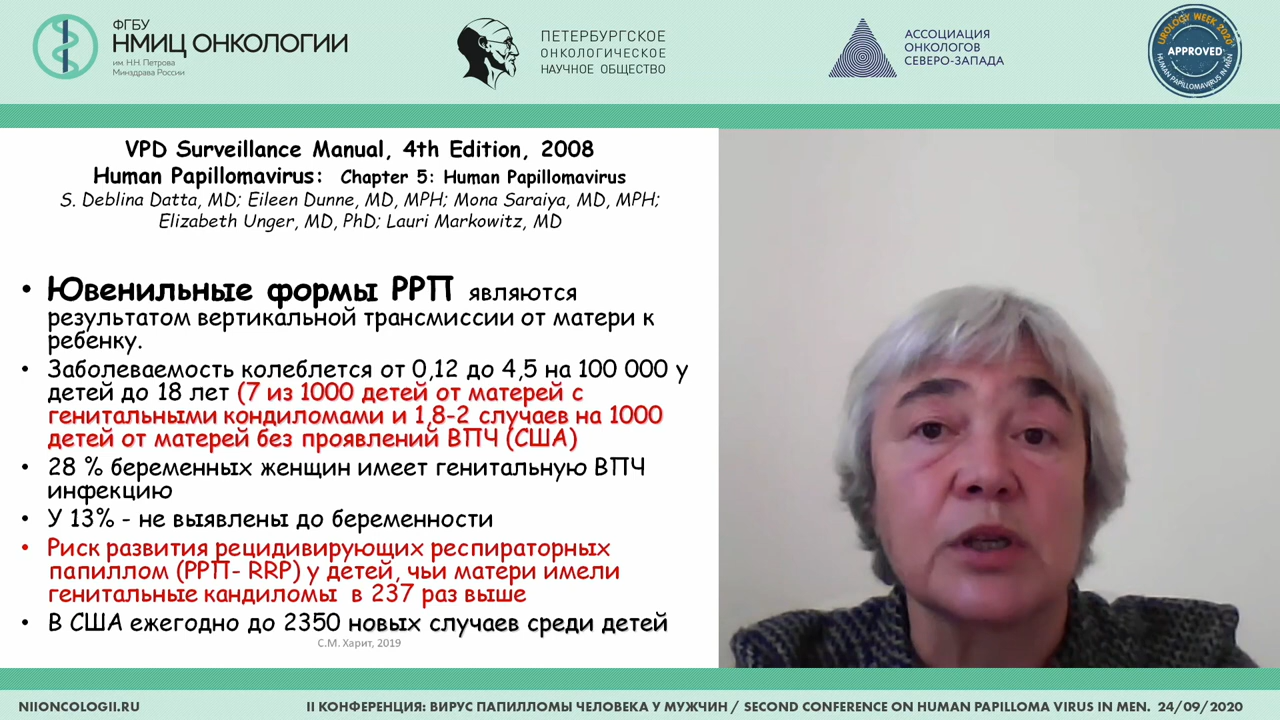 ФГБУ
НМИЦ ОНКОЛОГИИ
им. Н.Н. Петрова
Минздрава России
ПЕТЕРБУРГСКОЕ
ОНКОЛОГИЧЕСКОЕ
НАУЧНОЕ ОБЩЕСТВО
АССОЦИАЦИЯ
ОНКОЛОГОВ
СЕВЕРО-ЗАПАДА
UROLOGY WEEK 2020
APPROVED
HUMAN PAPILLOMAVIRUS IN MEN
VPD Surveillance Manual, 4th Edition, 2008
Human Papillomavirus: Chapter 5: Human Papillomavirus
S. Deblina Datta, MD; Eileen Dunne, MD, MPH; Mona Saraiya, MD, MPH;
Elizabeth Unger, MD, PhD; Lauri Markowitz, MD
• Ювенильные формы РРП являются
результатом вертикальной трансмиссии от матери к
ребенку.
• Заболеваемость колеблется от 0,12 до 4,5 на 100 000 у
детей до 18 лет (7 из 1000 детей от матерей с
генитальными кондиломами и 1,8-2 случаев на 1000
детей от матерей без проявлений ВПЧ (США)
• 28 % беременных женщин имеет генитальную ВПЧ
инфекцию
• У 13% - не выявлены до беременности
• Риск развития рецидивирующих респираторных
папиллом (РРП- RRP) у детей, чьи матери имели
генитальные кандиломы в 237 раз выше
• В США ежегодно до 2350 новых случаев среди детей
С.М. Харит, 2019
NIIONCOLOGII.RU
II КОНФЕРЕНЦИЯ: ВИРУС ПАПИЛЛОМЫ ЧЕЛОВЕКА У МУЖЧИН / SECOND CONFERENCE ON HUMAN PAPILLOMA VIRUS IN MEN. 24/09/2020